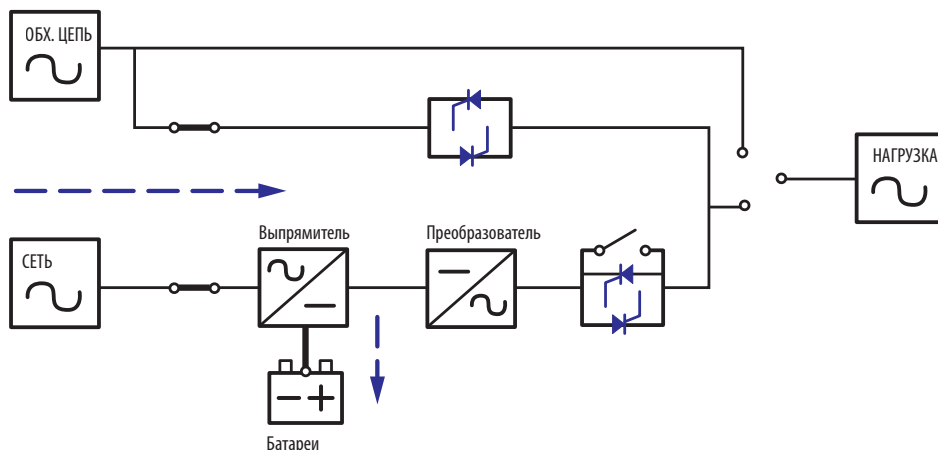 ОБХ. ЦЕПЬ
НАГРУЗКА
Выпрямитель
Преобразователь
СЕТЬ
Батареи